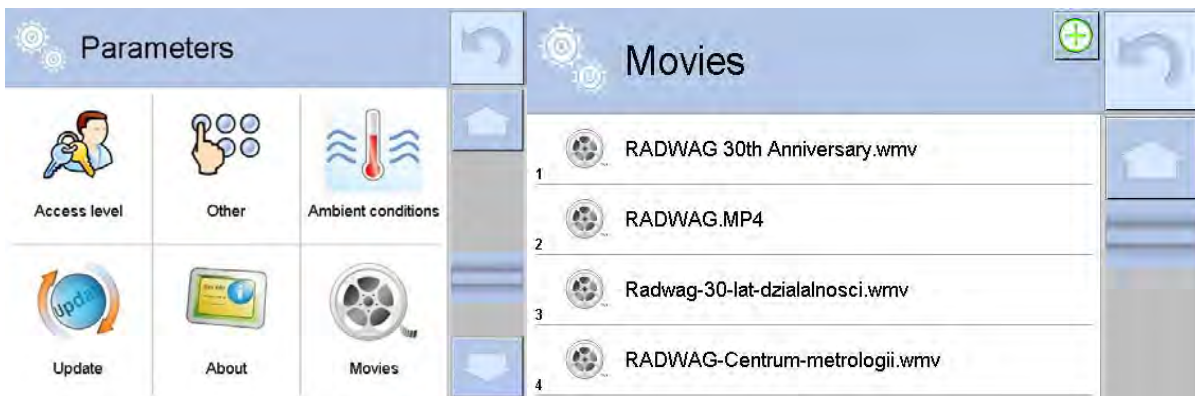 Parameters
Access level
Other
Ambient conditions
Update
Update
About
Movies
Movies
1 RADWAG 30th Anniversary.wmv
2 RADWAG.MP4
3 Radwag-30-lat-dzialalnosci.wmv
4 RADWAG-Centrum-metrologii.wmv